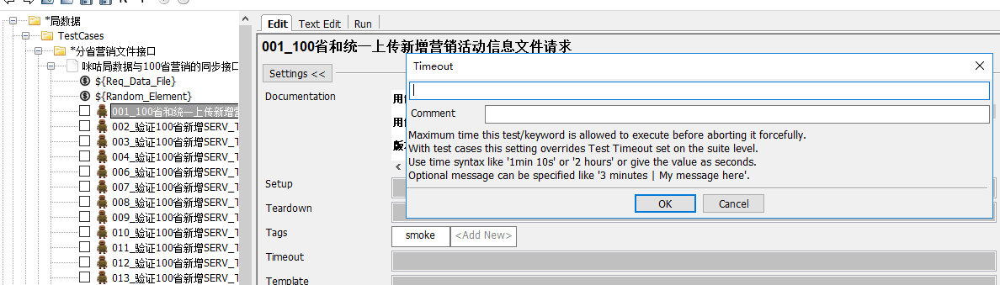 *局数据
TestCases
*分省营销文件接口
咪咕局数据与100省营销的同步接口
${Req_Data_File}
${Random_Element}
001_100省和统一上传新增营
002_验证100省新增SERV_T
003_验证100省新增SERV_T
004_验证100省新增SERV_T
006_验证100省新增SERV_T
007_验证100省新增SERV_T
008_验证100省新增SERV_T
009_验证100省新增SERV_T
010_验证100省新增SERV_T
011_验证100省新增SERV_T
012_验证100省新增SERV_T
013_验证100省新增SERV_T
Edit Text Edit Run
001_100省和统一上传新增营销活动信息文件请求
Settings <<
Documentation
Setup
Teardown
Tags smoke <Add New>
Timeout
Template
Timeout
Comment
Maximum time this test/keyword is allowed to execute before aborting it forcefully.
With test cases this setting overrides Test Timeout set on the suite level.
Use time syntax like '1min 10s' or '2 hours' or give the value as seconds.
Optional message can be specified like '3 minutes | My message here'.
OK Cancel